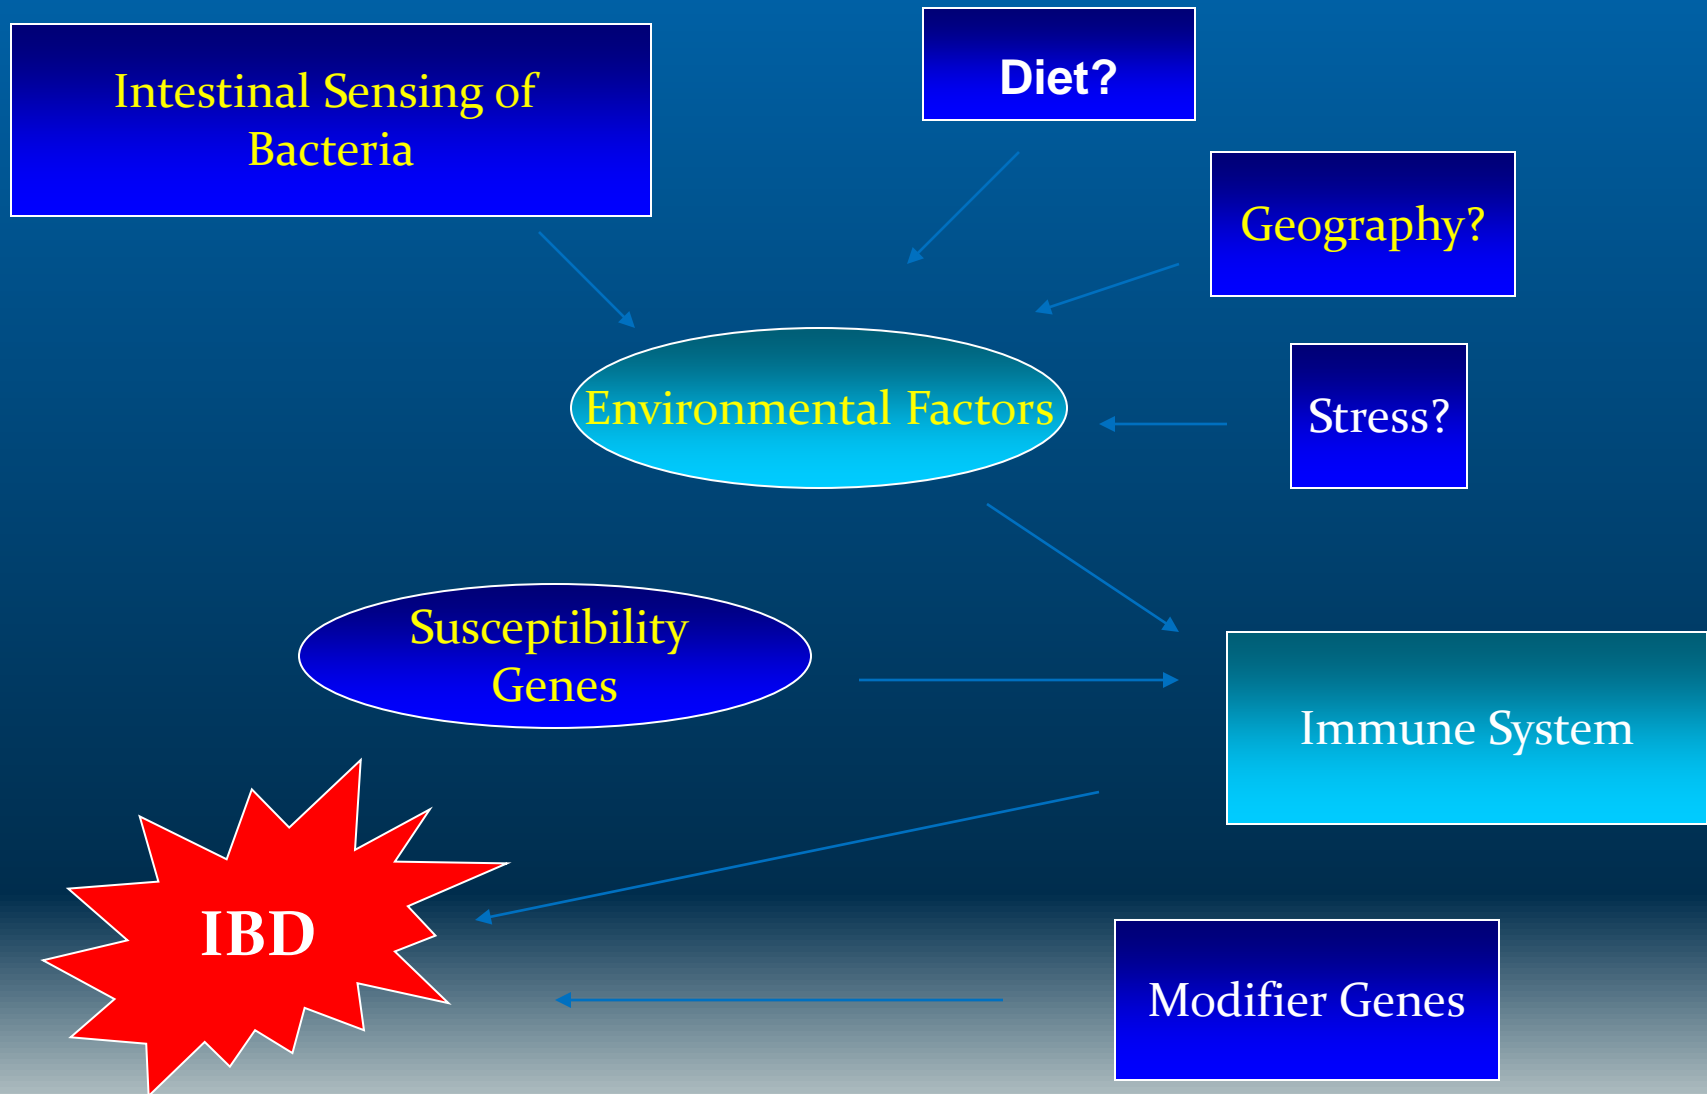 Intestinal Sensing of
Bacteria
Diet?
Geography?
Environmental Factors
Stress?
Susceptibility
Genes
Immune System
IBD
Modifier Genes